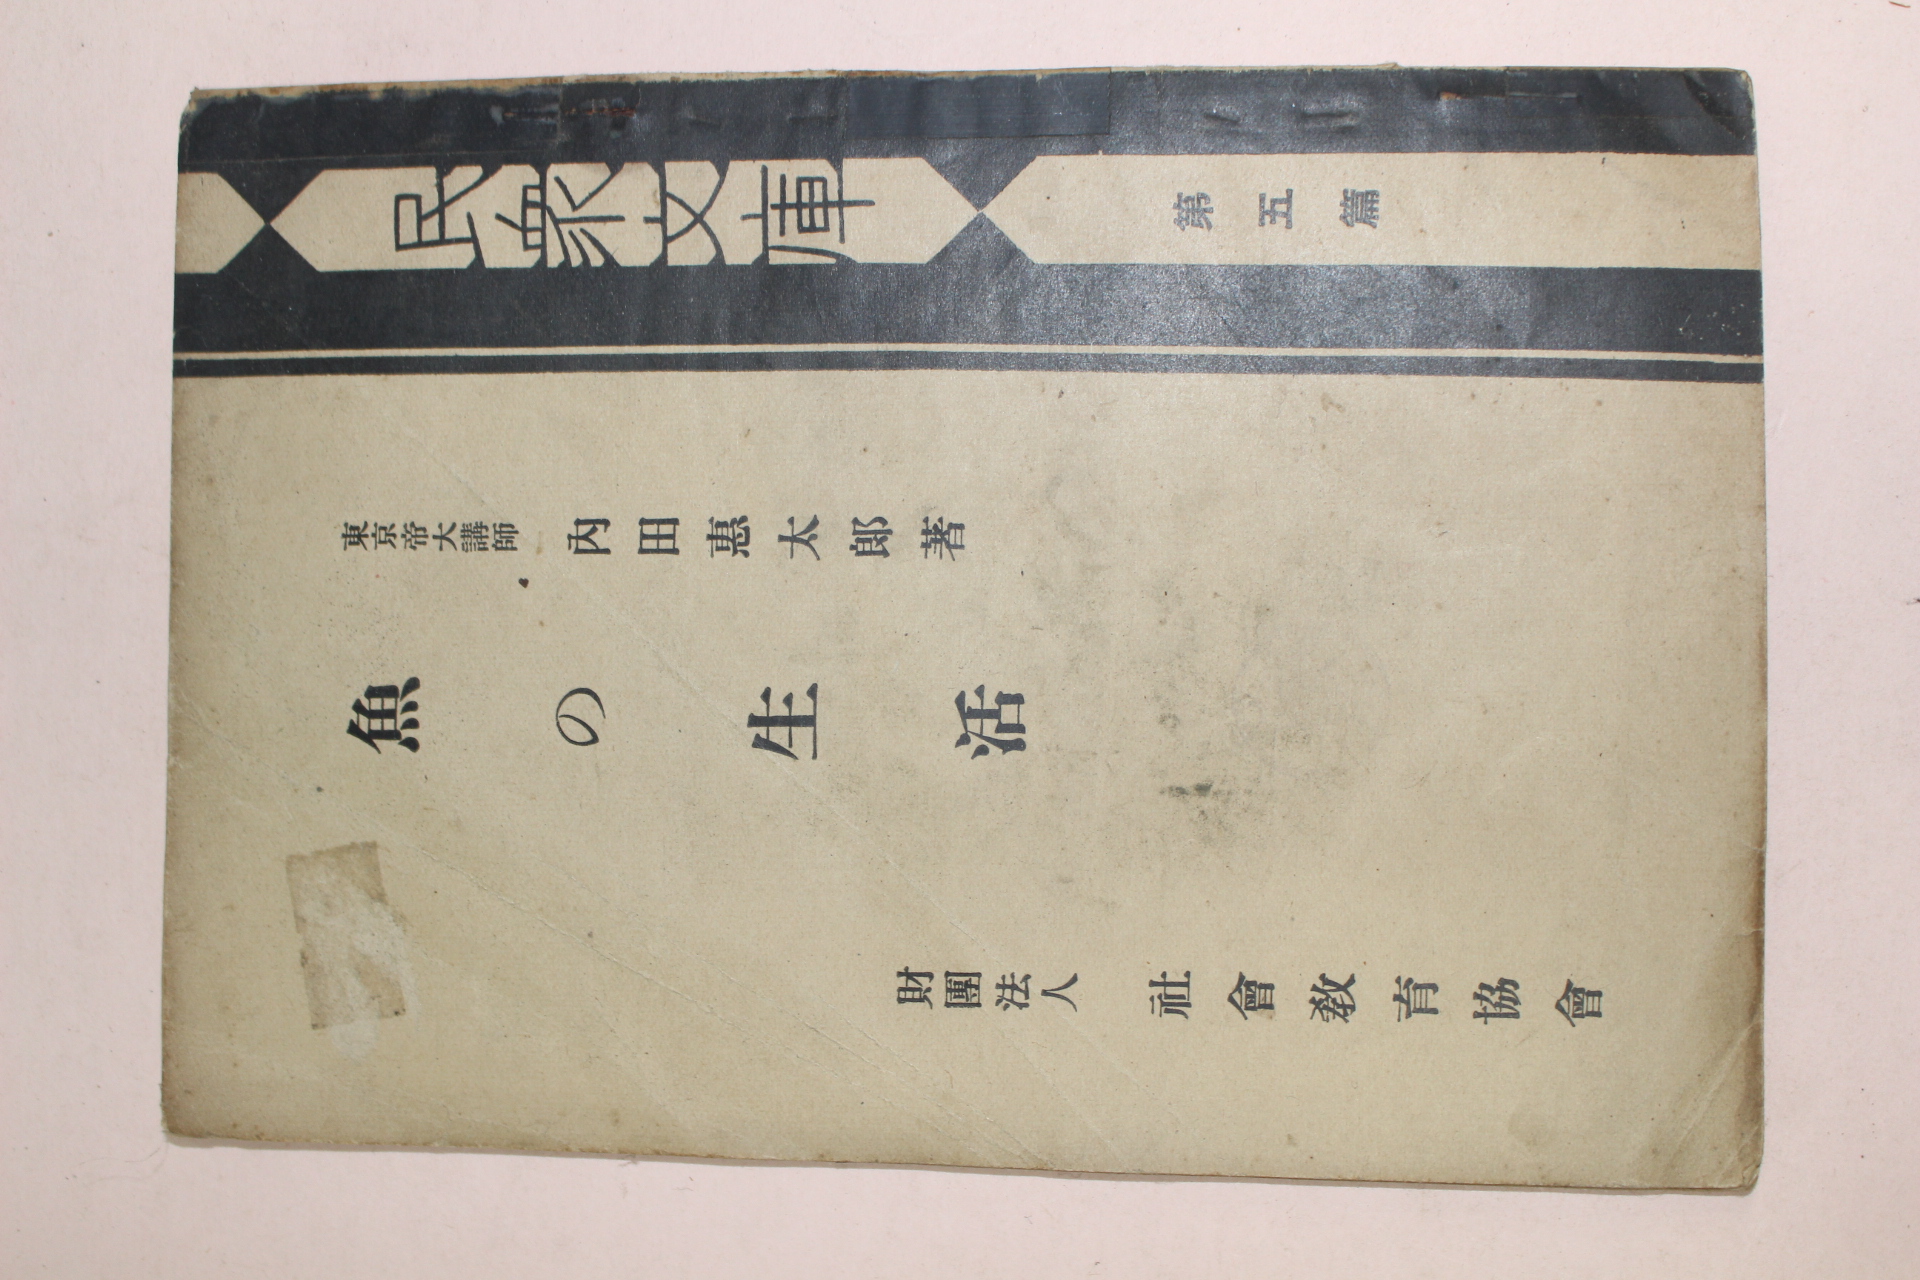 民衆文庫
第五篇
東京帝大講師 內田惠太郎著
魚の生活
財團法人 社會敎育協會